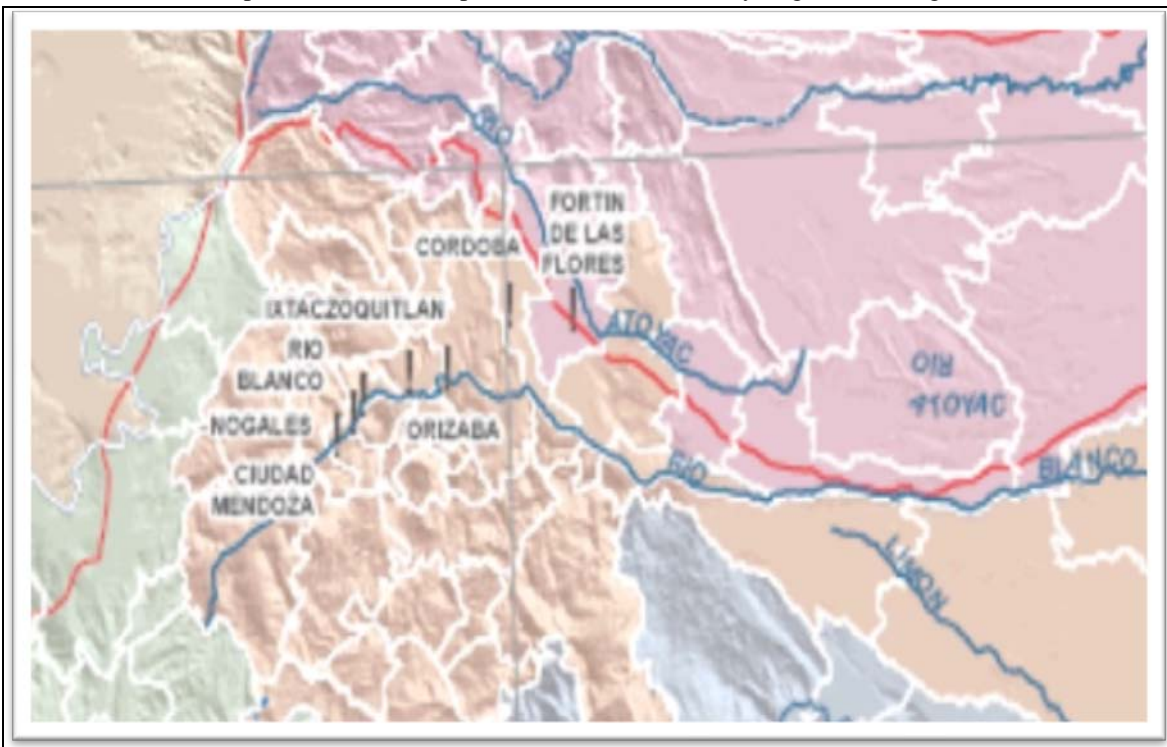 RIO
FORTIN
DE LAS
FLORES
CORDOBA
IXTACZOQUITLAN
RIO
BLANCO
ATOYAC
RIO
ATOYAC
NOGALES
ORIZABA
CIUDAD
MENDOZA
RIO
BLANCO
LIMON